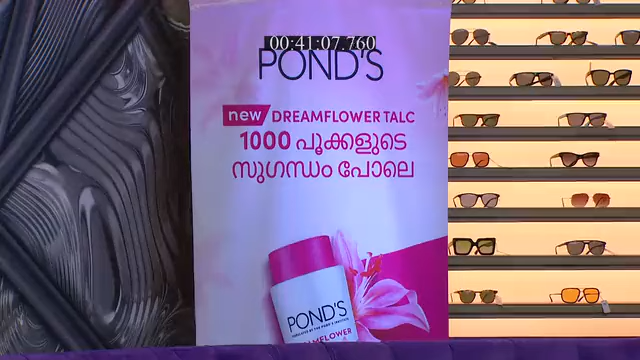 00:41:07.760
POND'S
new DREAMFLOWER TALC
1000 പൂക്കളുടെ
സുഗന്ധം പോലെ
POND'S